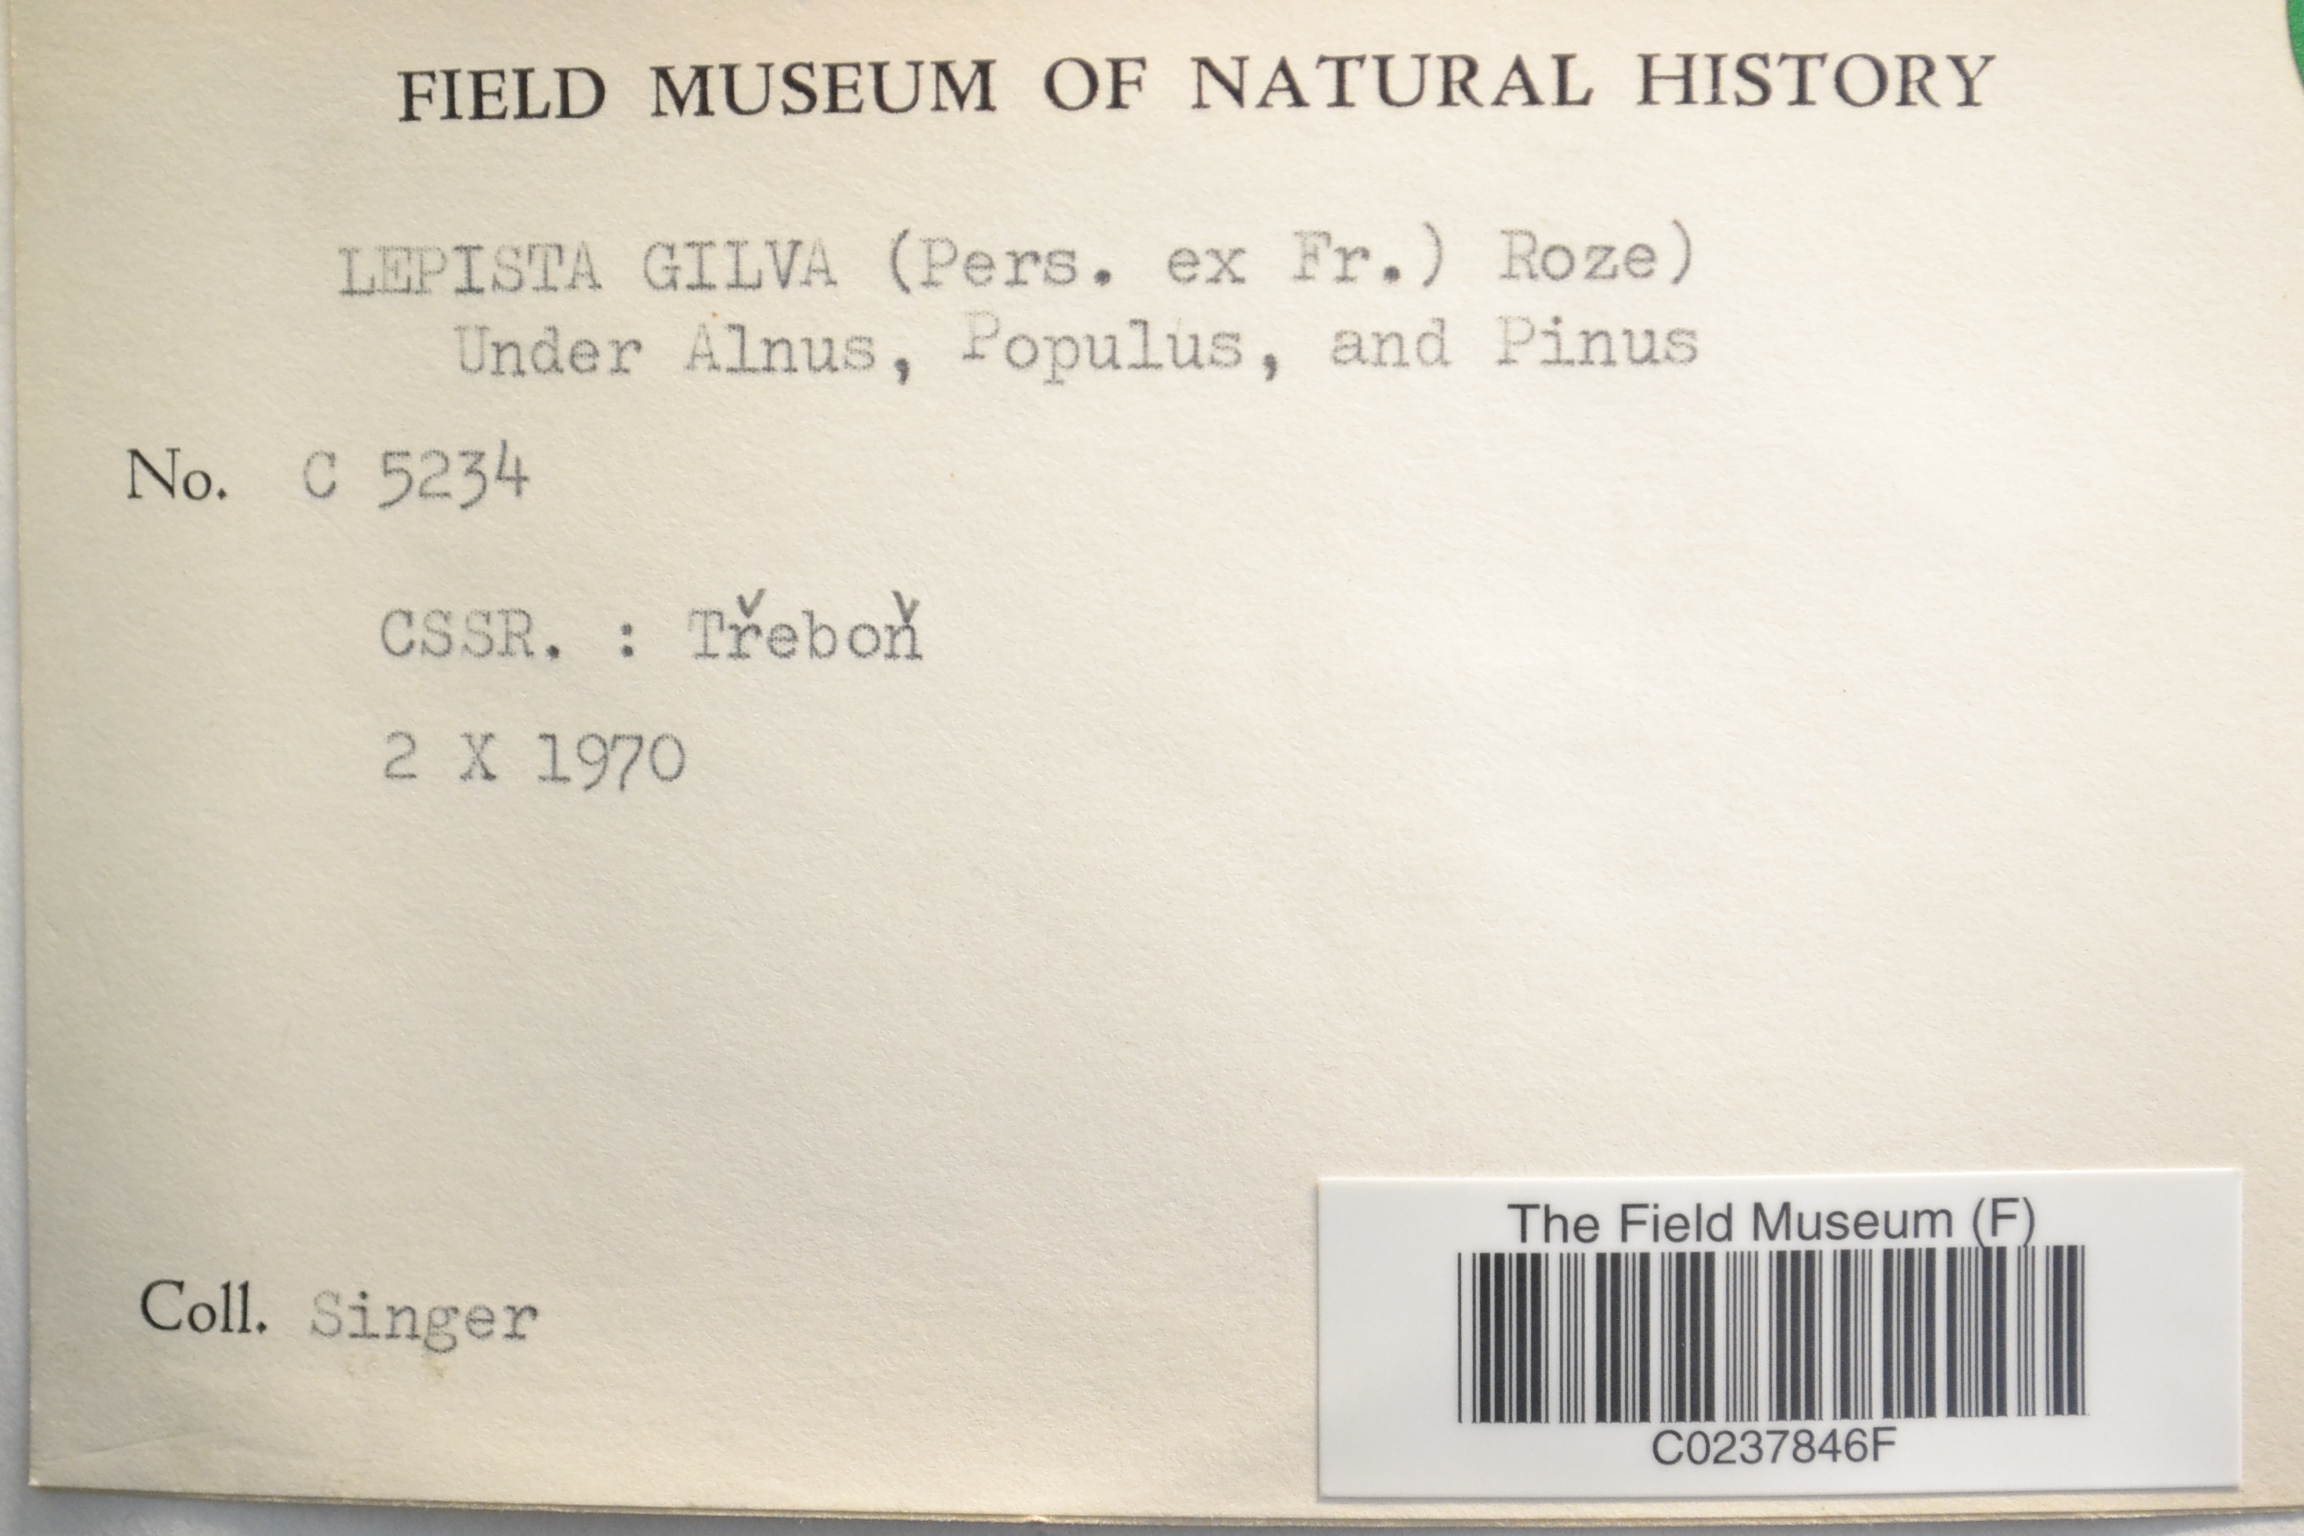 FIELD MUSEUM OF NATURAL HISTORY
LEPISTA GILVA (Pers. ex Fr.) Roze)
Under Alnus, Populus, and Pinus
No. C 5234
CSSR. : Třeboň
2 X 1970
Coll. Singer
The Field Museum (F)
C0237846F